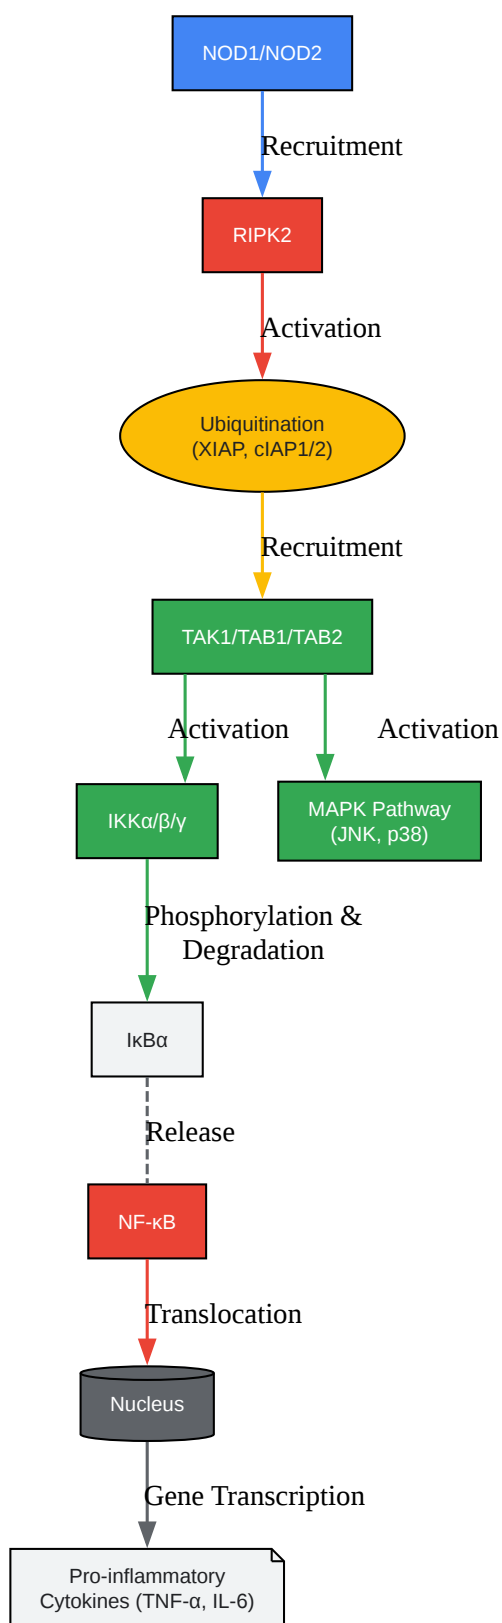 NOD1/NOD2
Recruitment
RIPK2
Activation
Ubiquitination
(XIAP, cIAP1/2)
Recruitment
TAK1/TAB1/TAB2
Activation
Activation
IKKα/β/γ
MAPK Pathway
(JNK, p38)
Phosphorylation &
Degradation
IκBα
Release
NF-κB
Translocation
Nucleus
Gene Transcription
Pro-inflammatory
Cytokines (TNF-α, IL-6)